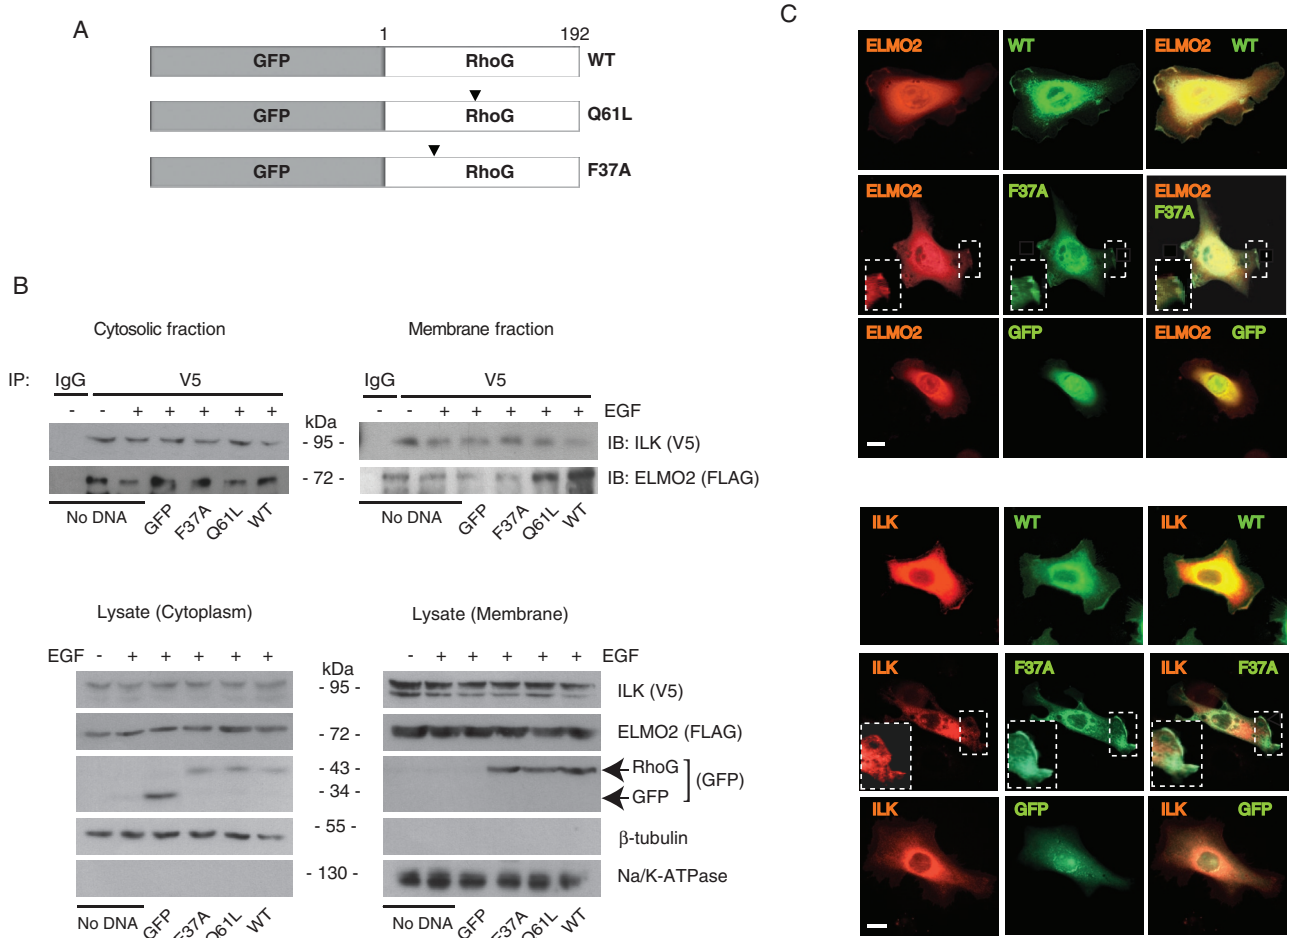 A
1 192
GFP RhoG WT
GFP RhoG Q61L
GFP RhoG F37A
B
Cytosolic fraction Membrane fraction
IP: IgG V5 IgG V5
- - + + + + + kDa - - + + + + + EGF
- 95 - IB: ILK (V5)
- 72 - IB: ELMO2 (FLAG)
No DNA GFP F37A Q61L WT No DNA GFP F37A Q61L WT
Lysate (Cytoplasm) Lysate (Membrane)
EGF - + + + + + kDa - + + + + + EGF
- 95 - ILK (V5)
- 72 - ELMO2 (FLAG)
- 43 - RhoG
- 34 - GFP
(GFP)
- 55 - β-tubulin
- 130 - Na/K-ATPase
No DNA GFP F37A Q61L WT No DNA GFP F37A Q61L WT
C
ELMO2 WT ELMO2 WT
ELMO2 F37A ELMO2
F37A
ELMO2 GFP ELMO2 GFP
ILK WT ILK WT
ILK F37A ILK F37A
ILK GFP ILK GFP